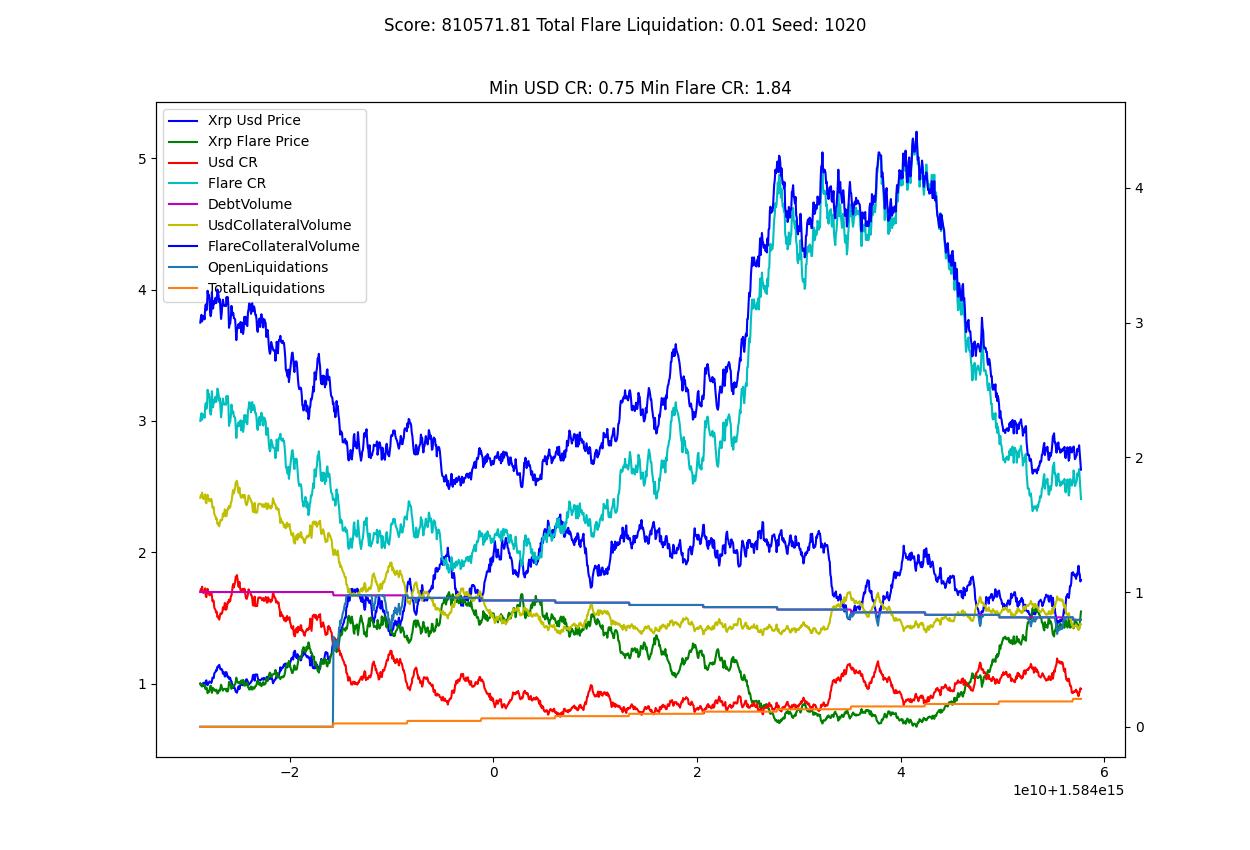 Score: 810571.81 Total Flare Liquidation: 0.01 Seed: 1020
Min USD CR: 0.75 Min Flare CR: 1.84
Xrp Usd Price
Xrp Flare Price
Usd CR
Flare CR
DebtVolume
UsdCollateralVolume
FlareCollateralVolume
OpenLiquidations
TotalLiquidations
5
4
3
2
1
4
3
2
1
0
−2
0
2
4
6
1e10+1.584e15